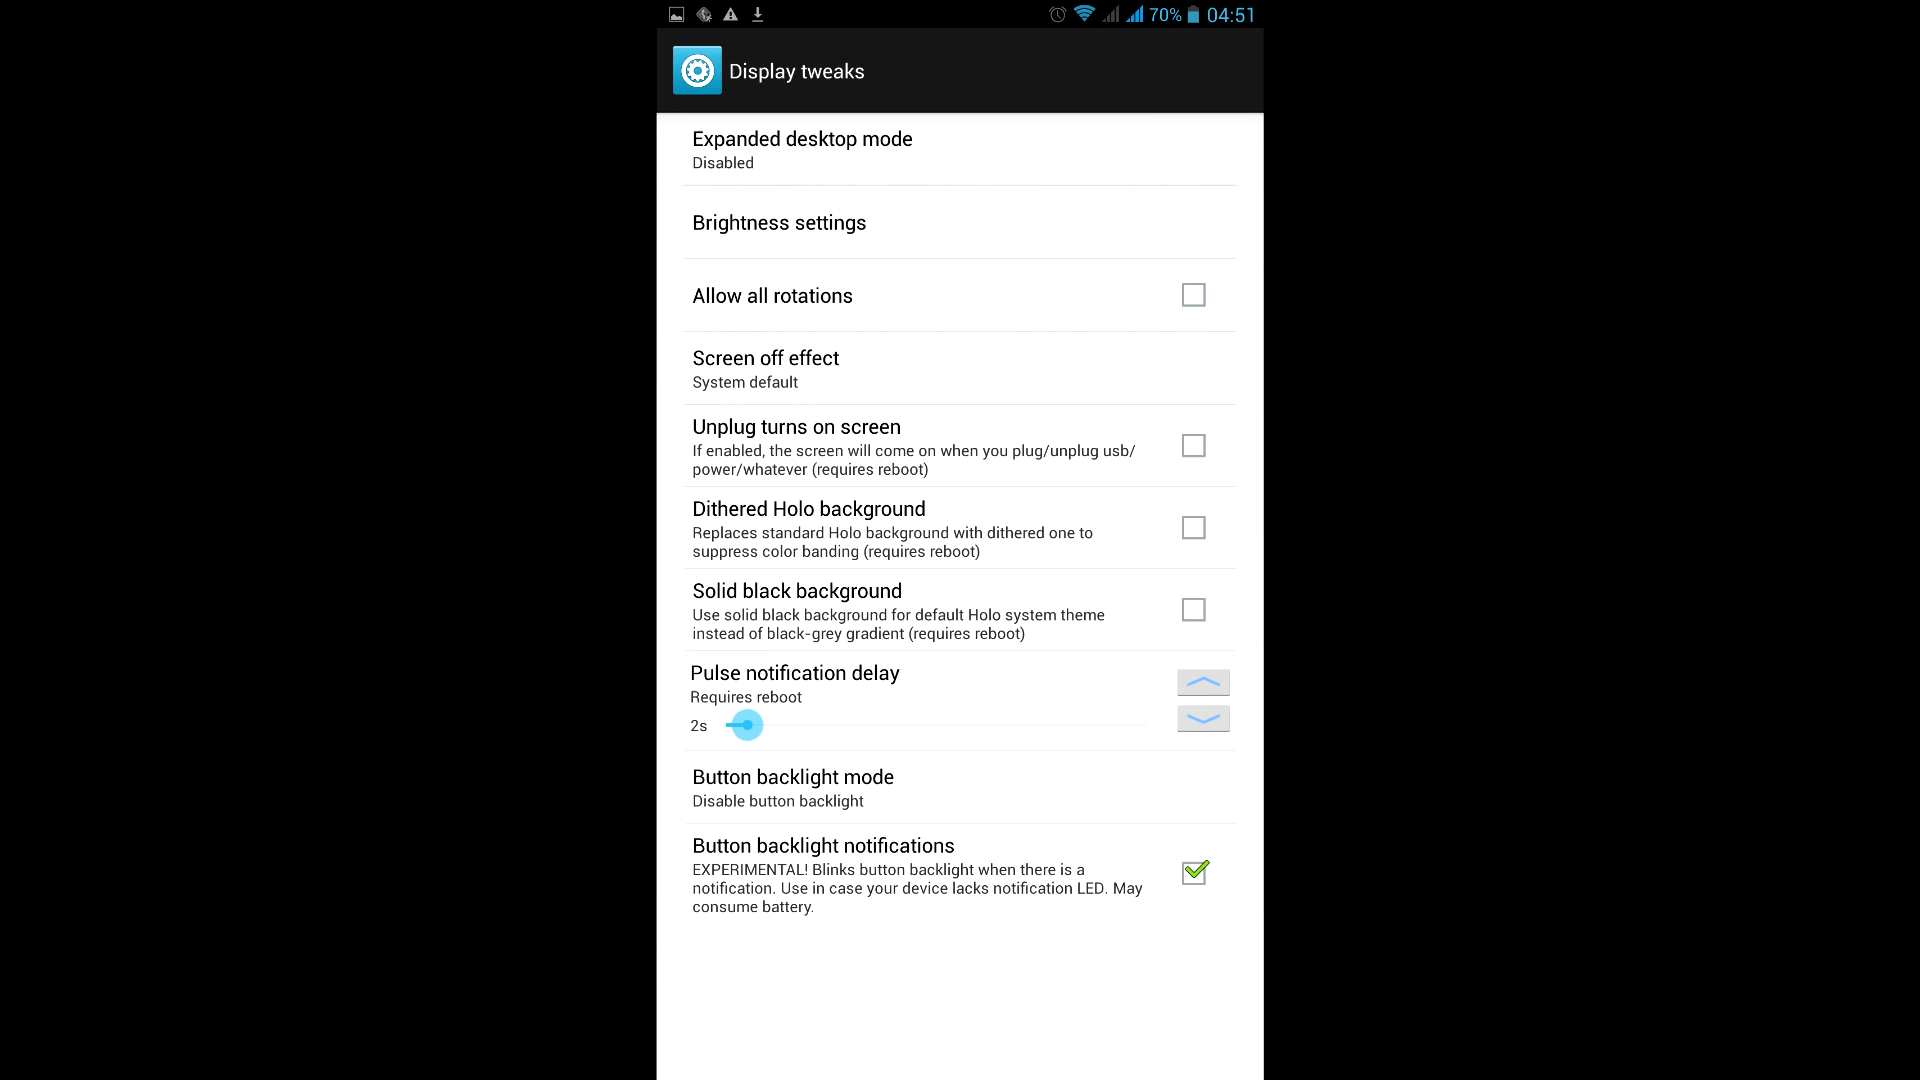 70% 04:51
Display tweaks
Expanded desktop mode
Disabled
Brightness settings
Allow all rotations
Screen off effect
System default
Unplug turns on screen
If enabled, the screen will come on when you plug/unplug usb/
power/whatever (requires reboot)
Dithered Holo background
Replaces standard Holo background with dithered one to
suppress color banding (requires reboot)
Solid black background
Use solid black background for default Holo system theme
instead of black-grey gradient (requires reboot)
Pulse notification delay
Requires reboot
2s
Button backlight mode
Disable button backlight
Button backlight notifications
EXPERIMENTAL! Blinks button backlight when there is a
notification. Use in case your device lacks notification LED. May
consume battery.